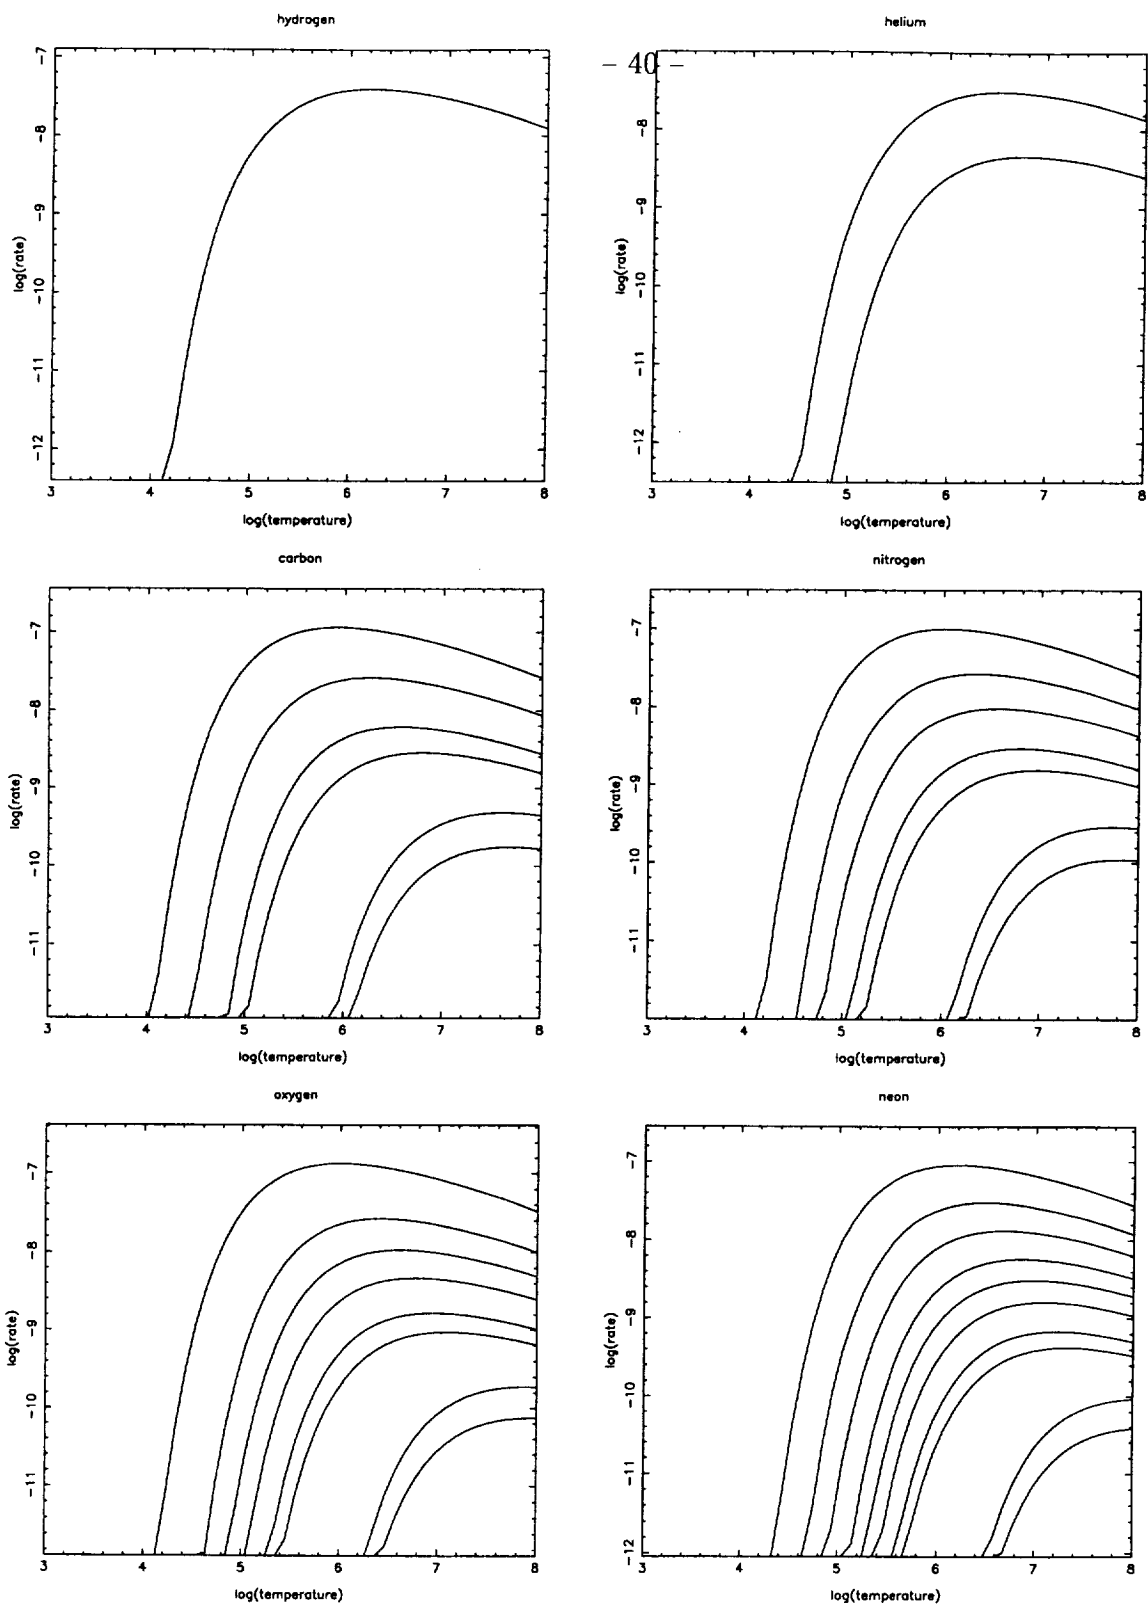 – 40 –
hydrogen
log(rate)
-7
-8
-9
-10
-11
-12
3 4 5 6 7 8
log(temperature)
helium
log(rate)
-8
-9
-10
-11
-12
3 4 5 6 7 8
log(temperature)
carbon
log(rate)
-7
-8
-9
-10
-11
3 4 5 6 7 8
log(temperature)
nitrogen
log(rate)
-7
-8
-9
-10
-11
3 4 5 6 7 8
log(temperature)
oxygen
log(rate)
-7
-8
-9
-10
-11
3 4 5 6 7 8
log(temperature)
neon
log(rate)
-7
-8
-9
-10
-11
-12
3 4 5 6 7 8
log(temperature)